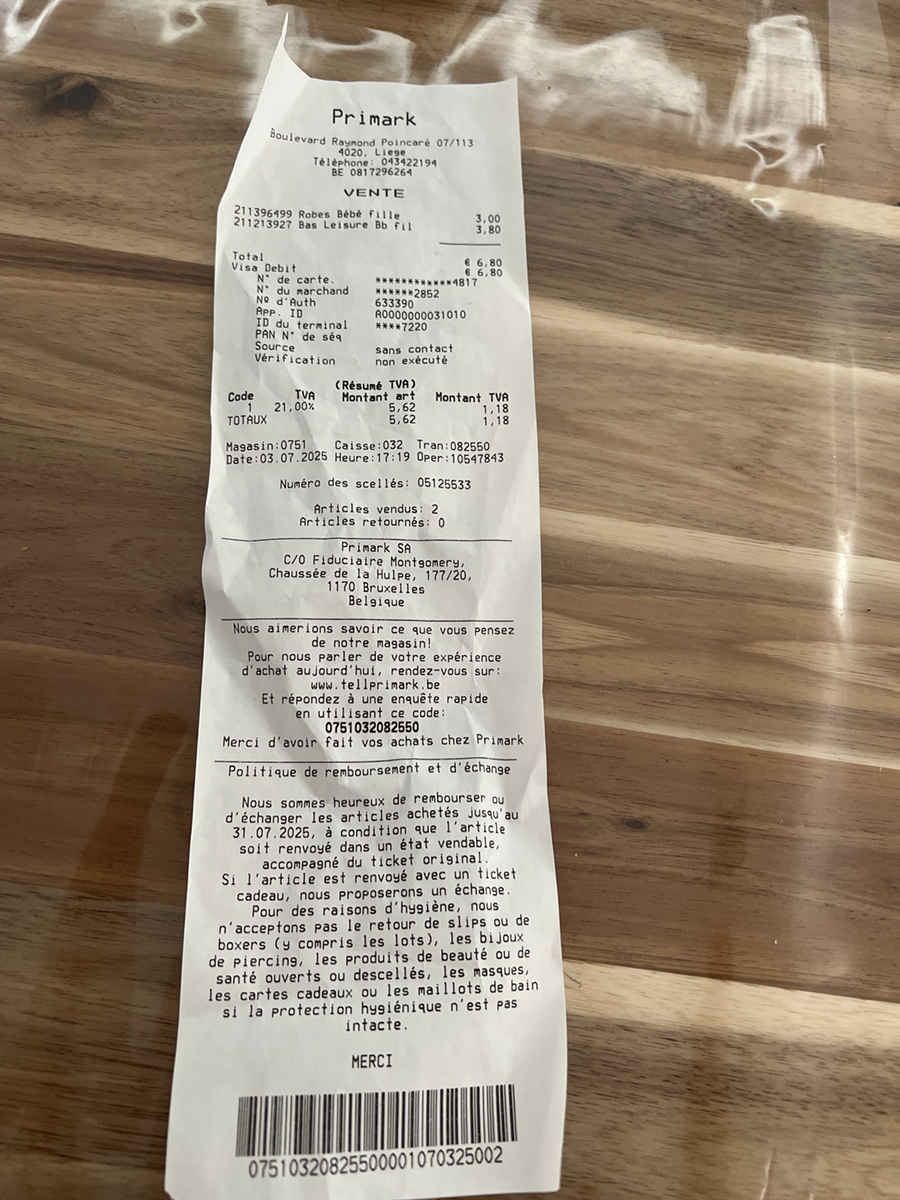 Primark
Boulevard Raymond Poincaré 07/113
4020, Liege
Téléphone: 043422194
BE 0817296264
VENTE
211396499 Robes Bébé fille 3,00
211213927 Bas Leisure Bb fil 3,80
Total € 6,80
Visa Debit € 6,80
N° de carte. ************4817
N° du marchand ******2852
Nº d'Auth 633390
App. ID A0000000031010
ID du terminal ****7220
PAN N° de séq
Source sans contact
Vérification non exécuté
(Résumé TVA)
Code TVA Montant art Montant TVA
1 21,00% 5,62 1,18
TOTAUX 5,62 1,18
Magasin:0751 Caisse:032 Tran:082550
Date:03.07.2025 Heure:17:19 Oper:10547843
Numéro des scellés: 05125533
Articles vendus: 2
Articles retournés: 0
Primark SA
C/O Fiduciaire Montgomery,
Chaussée de la Hulpe, 177/20,
1170 Bruxelles
Belgique
Nous aimerions savoir ce que vous pensez
de notre magasin!
Pour nous parler de votre expérience
d'achat aujourd'hui, rendez-vous sur:
www.tellprimark.be
Et répondez à une enquête rapide
en utilisant ce code:
0751032082550
Merci d'avoir fait vos achats chez Primark
Politique de remboursement et d'échange
Nous sommes heureux de rembourser ou
d'échanger les articles achetés jusqu'au
31.07.2025, à condition que l'article
soit renvoyé dans un état vendable,
accompagné du ticket original.
Si l'article est renvoyé avec un ticket
cadeau, nous proposerons un échange.
Pour des raisons d'hygiène, nous
n'acceptons pas le retour de slips ou de
boxers (y compris les lots), les bijoux
de piercing, les produits de beauté ou de
santé ouverts ou descellés, les masques,
les cartes cadeaux ou les maillots de bain
si la protection hygiénique n'est pas
intacte.
MERCI
07510320825500001070325002